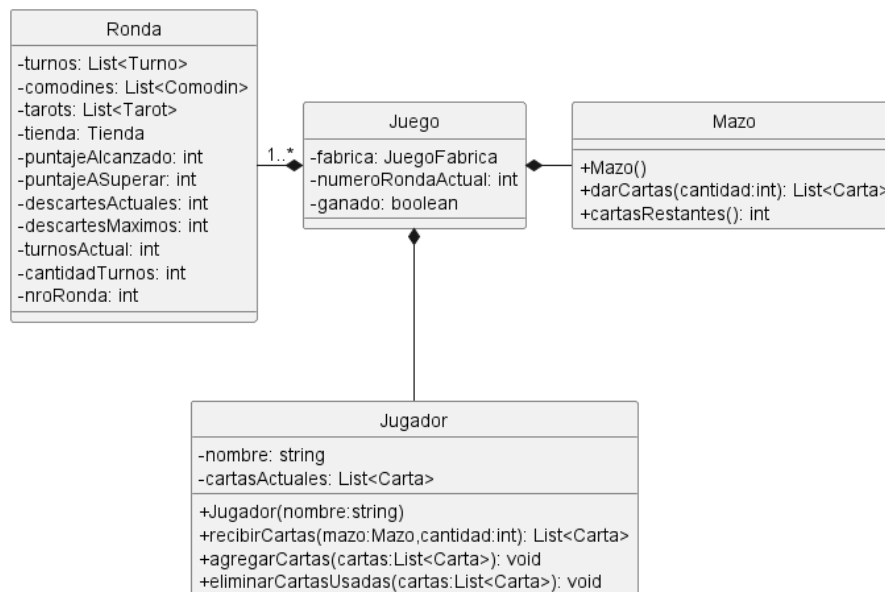 Ronda
-turnos: List<Turno>
-comodines: List<Comodin>
-tarots: List<Tarot>
-tienda: Tienda
-puntajeAlcanzado: int
-puntajeASuperar: int
-descartesActuales: int
-descartesMaximos: int
-turnosActual: int
-cantidadTurnos: int
-nroRonda: int
1..*
Juego
-fabrica: JuegoFabrica
-numeroRondaActual: int
-ganado: boolean
Mazo
+Mazo()
+darCartas(cantidad:int): List<Carta>
+cartasRestantes(): int
Jugador
-nombre: string
-cartasActuales: List<Carta>
+Jugador(nombre:string)
+recibirCartas(mazo:Mazo,cantidad:int): List<Carta>
+agregarCartas(cartas:List<Carta>): void
+eliminarCartasUsadas(cartas:List<Carta>): void